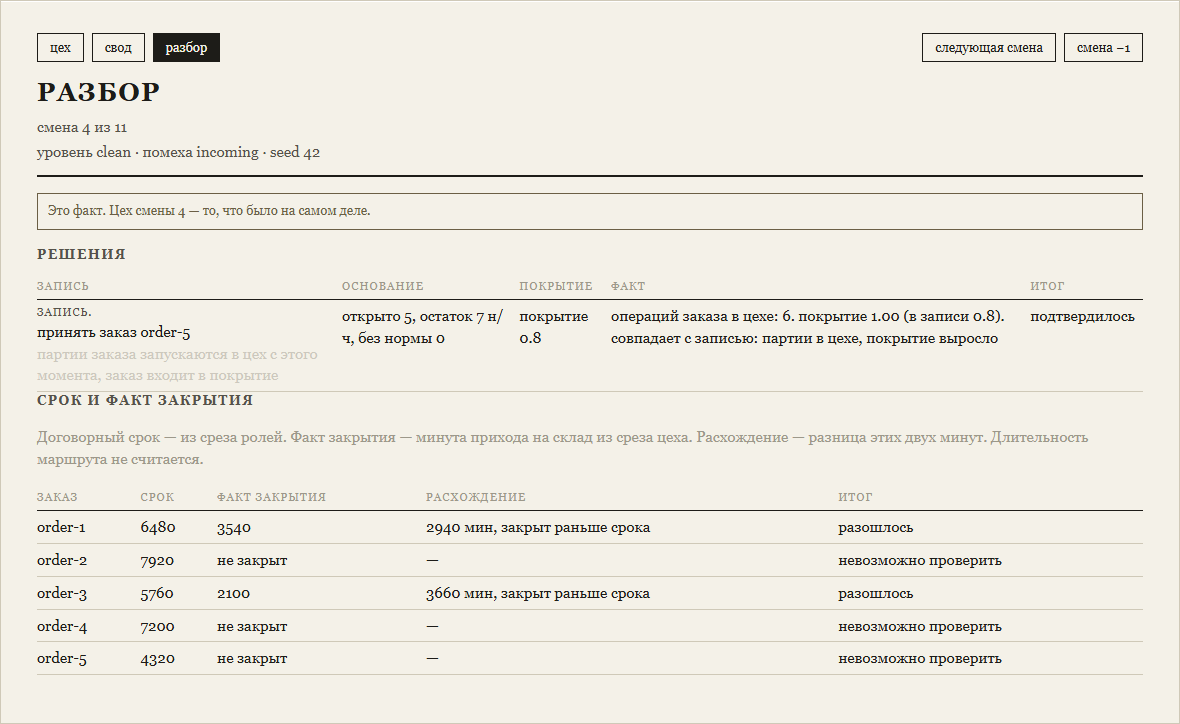 цех свод разбор следующая смена смена −1
РАЗБОР
смена 4 из 11
уровень clean · помеха incoming · seed 42
Это факт. Цех смены 4 — то, что было на самом деле.
РЕШЕНИЯ
ЗАПИСЬ ОСНОВАНИЕ ПОКРЫТИЕ ФАКТ ИТОГ
ЗАПИСЬ.
принять заказ order-5
партии заказа запускаются в цех с этого
момента, заказ входит в покрытие
открыто 5, остаток 7 н/
ч, без нормы 0
покрытие
0.8
операций заказа в цехе: 6. покрытие 1.00 (в записи 0.8).
совпадает с записью: партии в цехе, покрытие выросло
подтвердилось
СРОК И ФАКТ ЗАКРЫТИЯ
Договорный срок — из среза ролей. Факт закрытия — минута прихода на склад из среза цеха. Расхождение — разница этих двух минут. Длительность
маршрута не считается.
ЗАКАЗ СРОК ФАКТ ЗАКРЫТИЯ РАСХОЖДЕНИЕ ИТОГ
order-1 6480 3540 2940 мин, закрыт раньше срока разошлось
order-2 7920 не закрыт — невозможно проверить
order-3 5760 2100 3660 мин, закрыт раньше срока разошлось
order-4 7200 не закрыт — невозможно проверить
order-5 4320 не закрыт — невозможно проверить